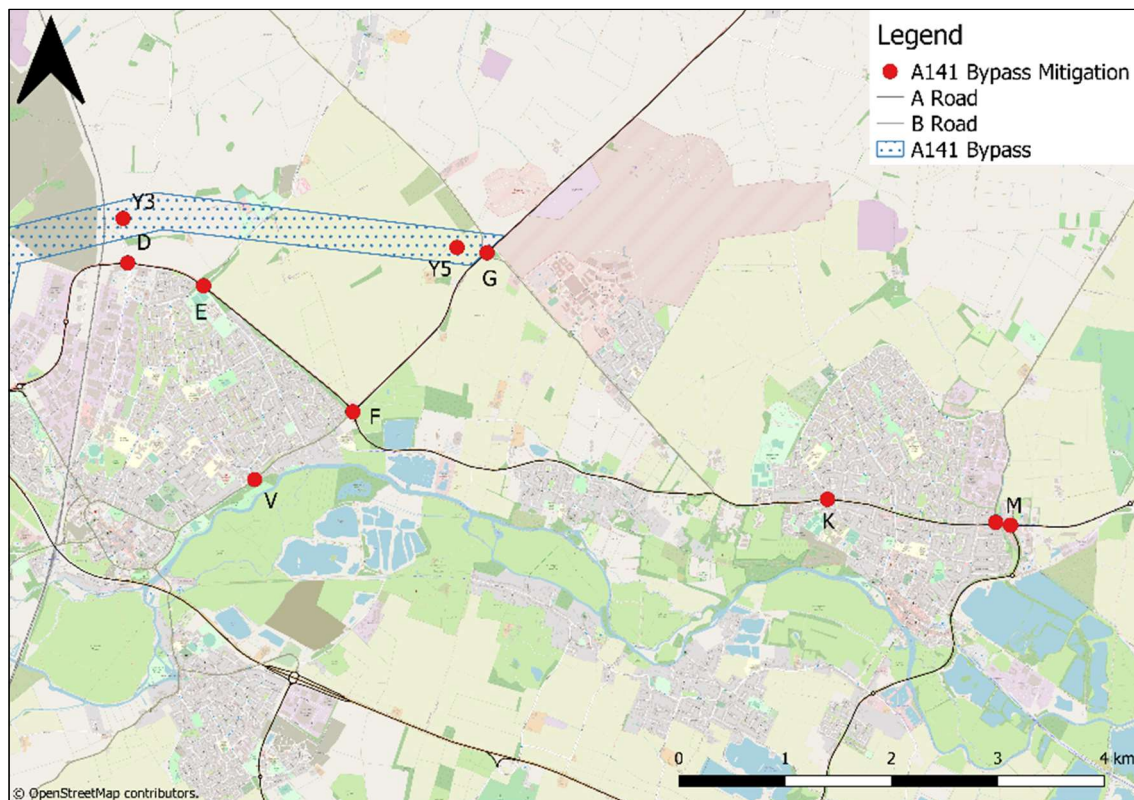 Legend
A141 Bypass Mitigation
A Road
B Road
A141 Bypass
Y3
D
E
Y5
G
F
V
K
M
0 1 2 3 4 km
© OpenStreetMap contributors.